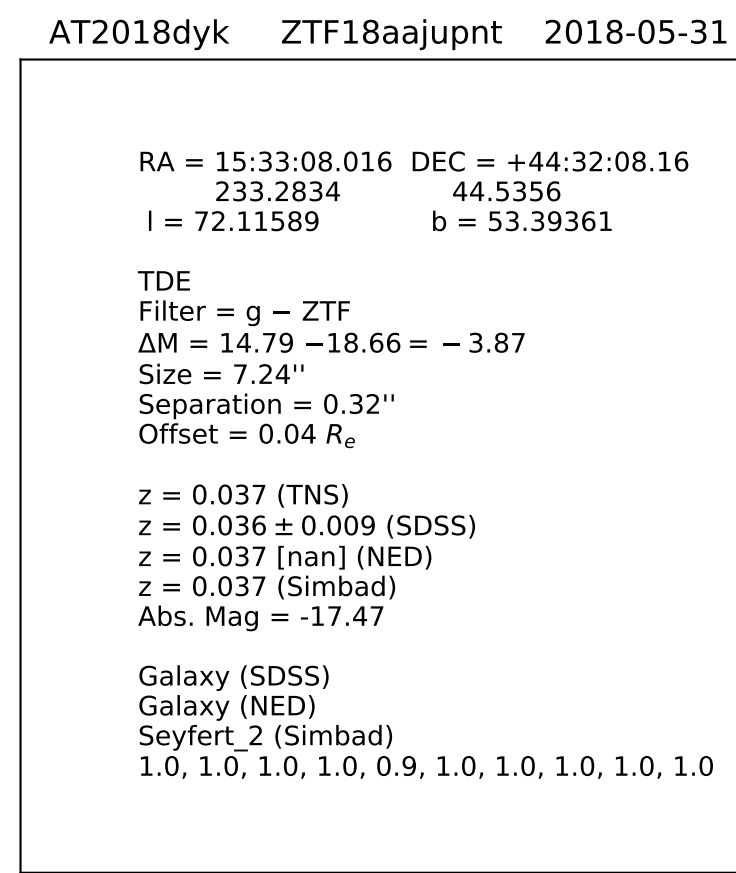 AT2018dyk ZTF18aajupnt 2018-05-31
RA = 15:33:08.016 DEC = +44:32:08.16
233.2834 44.5356
l = 72.11589 b = 53.39361
TDE
Filter = g − ZTF
ΔM = 14.79 −18.66 = − 3.87
Size = 7.24''
Separation = 0.32''
Offset = 0.04 Rₑ
z = 0.037 (TNS)
z = 0.036 ± 0.009 (SDSS)
z = 0.037 [nan] (NED)
z = 0.037 (Simbad)
Abs. Mag = -17.47
Galaxy (SDSS)
Galaxy (NED)
Seyfert_2 (Simbad)
1.0, 1.0, 1.0, 1.0, 0.9, 1.0, 1.0, 1.0, 1.0, 1.0